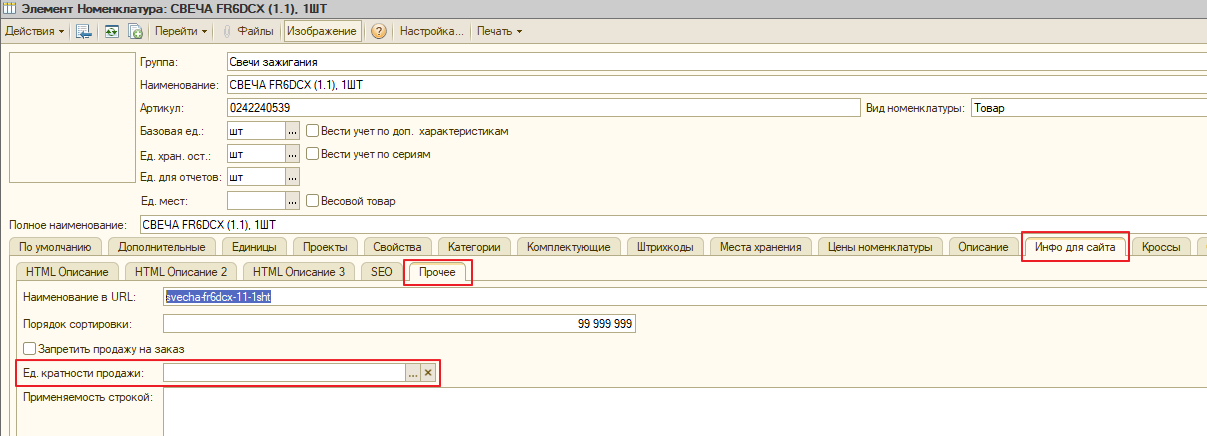 Элемент Номенклатура: СВЕЧА FR6DCX (1.1), 1ШТ
Действия Перейти Файлы Изображение ? Настройка... Печать
Группа: Свечи зажигания
Наименование: СВЕЧА FR6DCX (1.1), 1ШТ
Артикул: 0242240539 Вид номенклатуры: Товар
Базовая ед.: шт ... Вести учет по доп. характеристикам
Ед. хран. ост.: шт ... Вести учет по сериям
Ед. для отчетов: шт ...
Ед. мест: ... Весовой товар
Полное наименование: СВЕЧА FR6DCX (1.1), 1ШТ
По умолчанию Дополнительные Единицы Проекты Свойства Категории Комплектующие Штрихкоды Места хранения Цены номенклатуры Описание Инфо для сайта Кроссы
HTML Описание HTML Описание 2 HTML Описание 3 SEO Прочее
Наименование в URL: svecha-fr6dcx-11-1sht
Порядок сортировки: 99 999 999
Запретить продажу на заказ
Ед. кратности продажи: ... ×
Применяемость строкой: